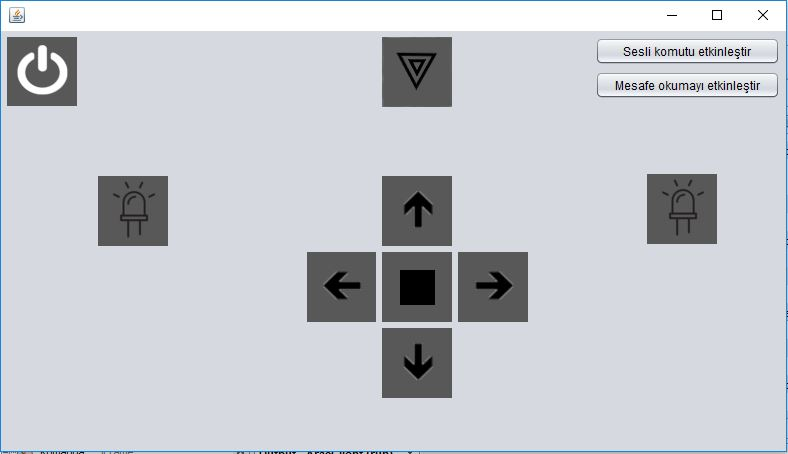 Sesli komutu etkinleştir
Mesafe okumayı etkinleştir